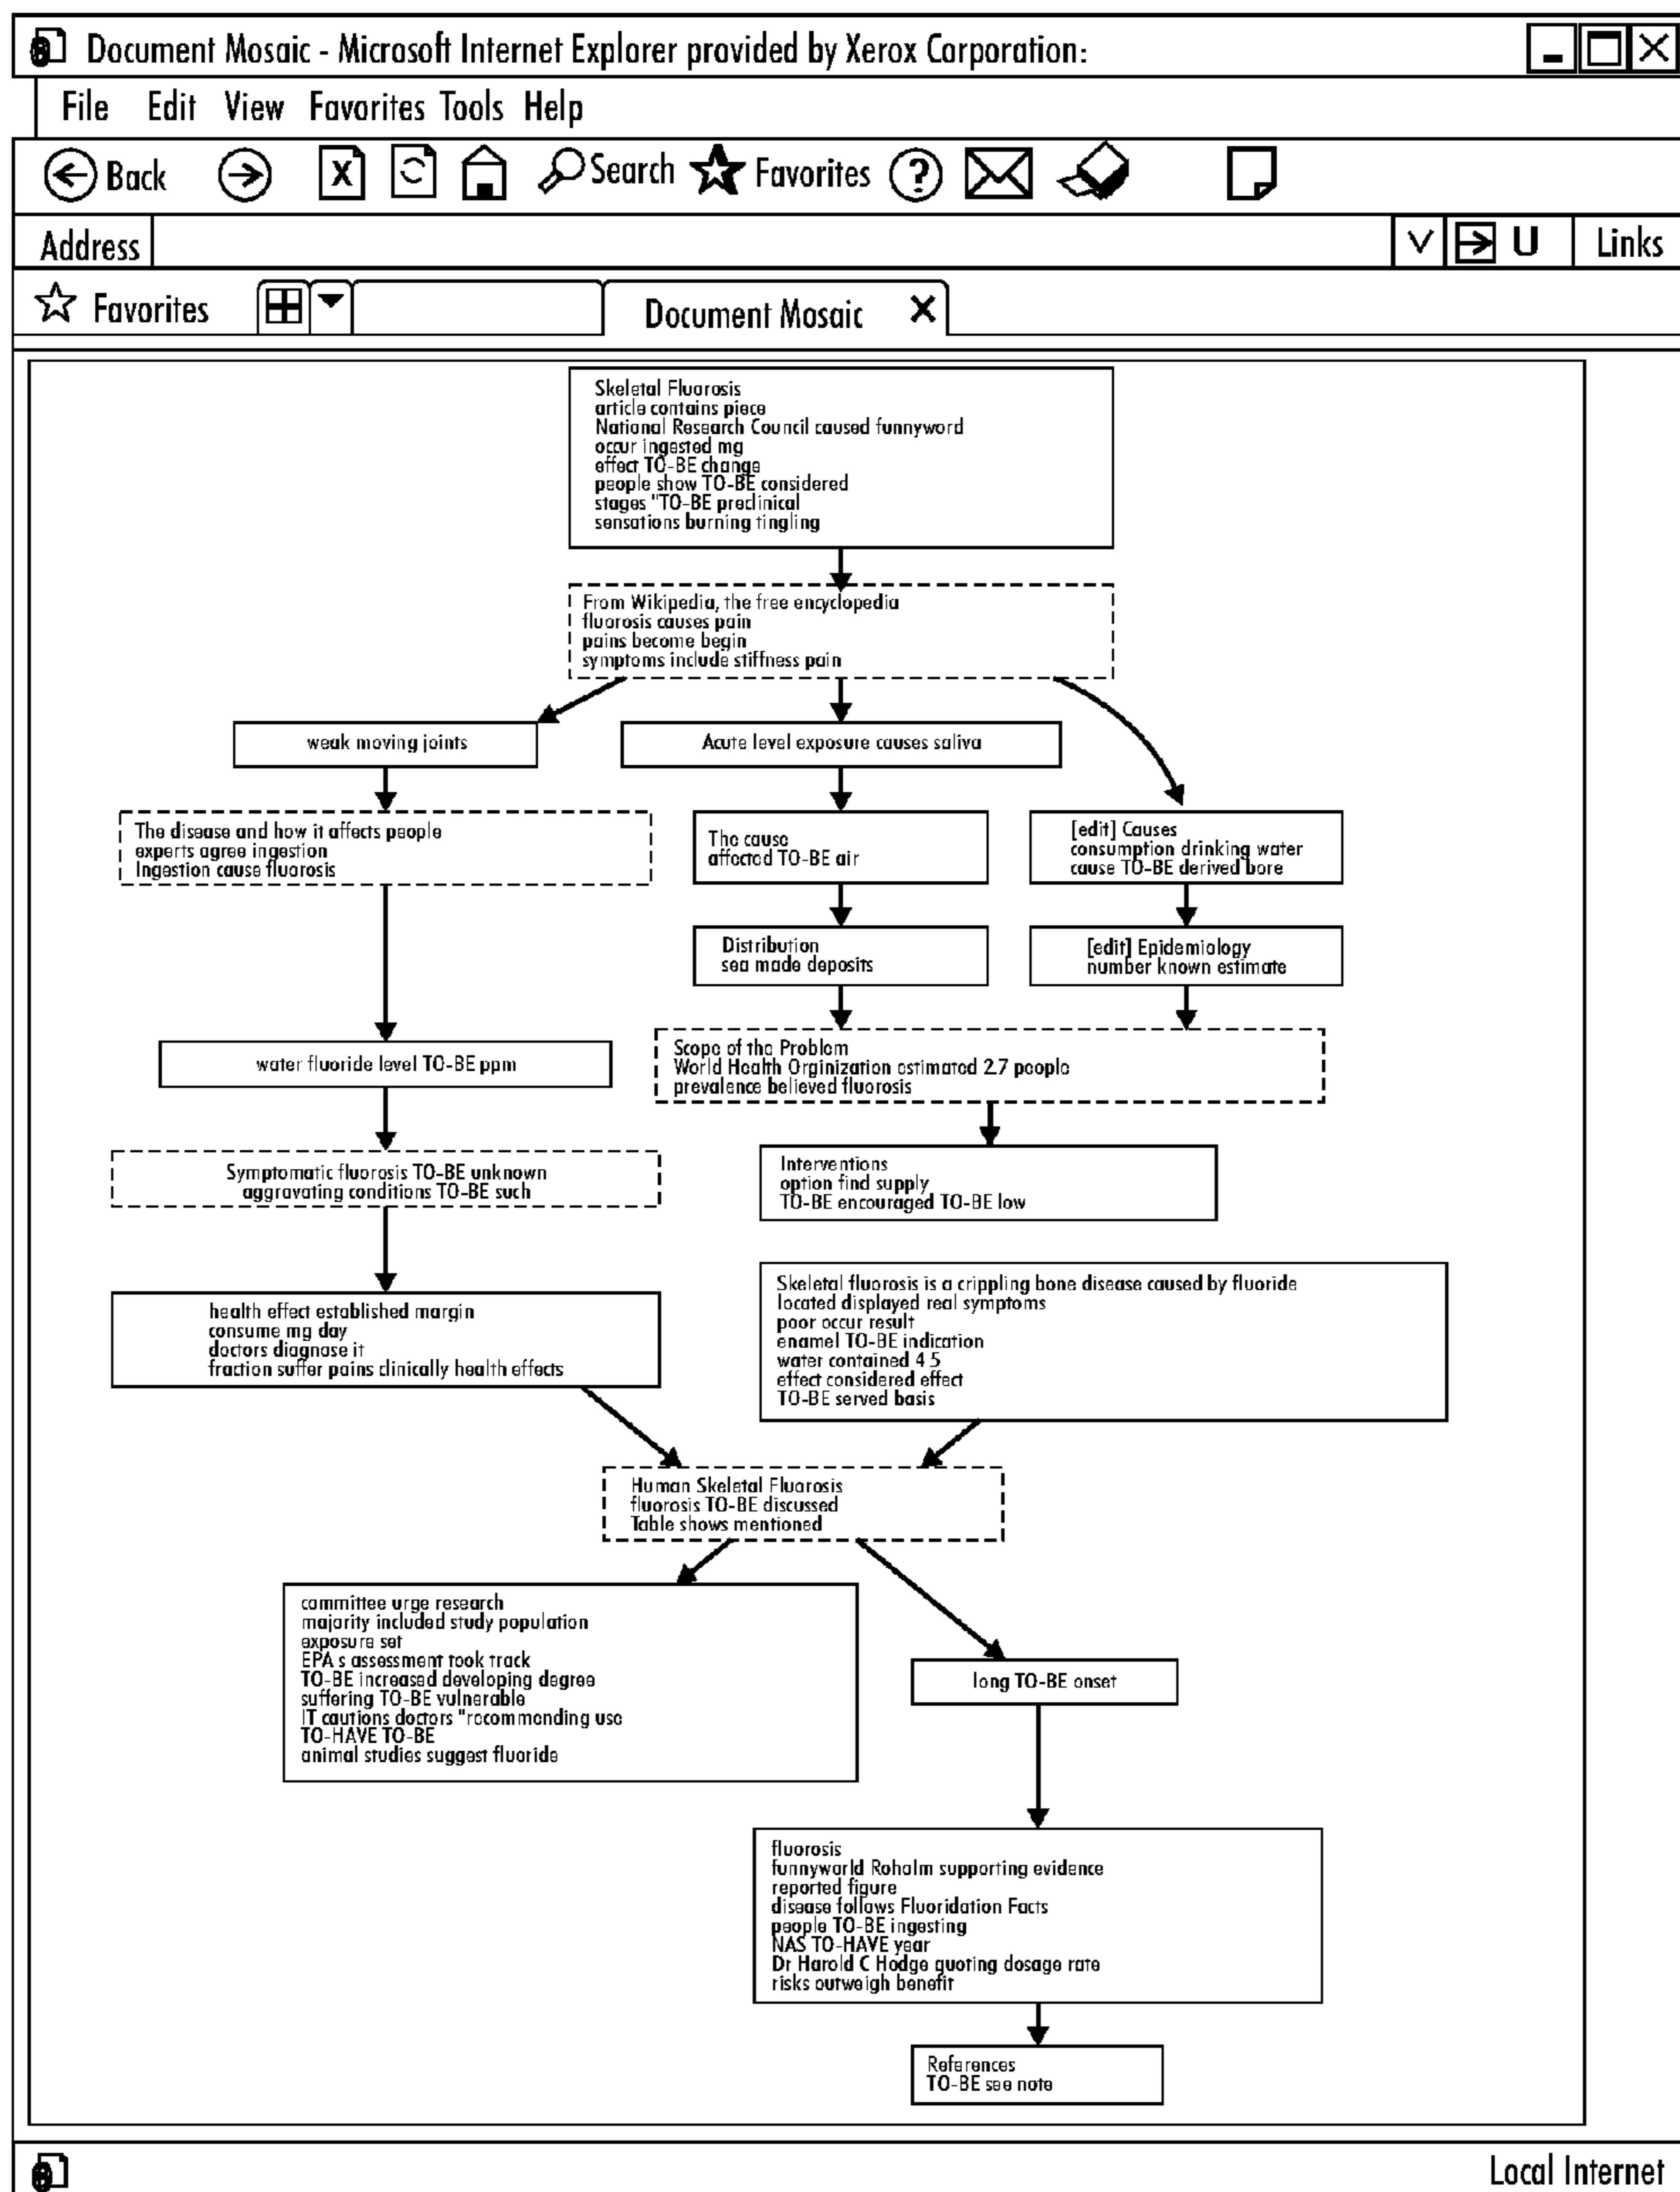 Document Mosaic - Microsoft Internet Explorer provided by Xerox Corporation:
File Edit View Favorites Tools Help
Back Search Favorites
Address V U Links
Favorites Document Mosaic X
Skeletal Fluorosis
article contains piece
National Research Council caused funnyword
occur ingested mg
effect TO-BE change
people show TO-BE considered
stages "TO-BE preclinical
sensations burning tingling
From Wikipedia, the free encyclopedia
fluorosis causes pain
pains become begin
symptoms include stiffness pain
weak moving joints
Acute level exposure causes saliva
The disease and how it affects people
experts agree ingestion
Ingestion cause fluorosis
The cause
affected TO-BE air
[edit] Causes
consumption drinking water
cause TO-BE derived bore
Distribution
sea made deposits
[edit] Epidemiology
number known estimate
water fluoride level TO-BE ppm
Scope of the Problem
World Health Orginization estimated 2.7 people
prevalence believed fluorosis
Symptomatic fluorosis TO-BE unknown
aggravating conditions TO-BE such
Interventions
option find supply
TO-BE encouraged TO-BE low
health effect established margin
consume mg day
doctors diagnose it
fraction suffer pains clinically health effects
Skeletal fluorosis is a crippling bone disease caused by fluoride
located displayed real symptoms
poor occur result
enamel TO-BE indication
water contained 4 5
effect considered effect
TO-BE served basis
Human Skeletal Fluorosis
fluorosis TO-BE discussed
Table shows mentioned
committee urge research
majority included study population
exposure set
EPA s assessment took track
TO-BE increased developing degree
suffering TO-BE vulnerable
IT cautions doctors "recommending use
TO-HAVE TO-BE
animal studies suggest fluoride
long TO-BE onset
fluorosis
funnyworld Roholm supporting evidence
reported figure
disease follows Fluoridation Facts
people TO-BE ingesting
NAS TO-HAVE year
Dr Harold C Hodge quoting dosage rate
risks outweigh benefit
References
TO-BE see note
Local Internet